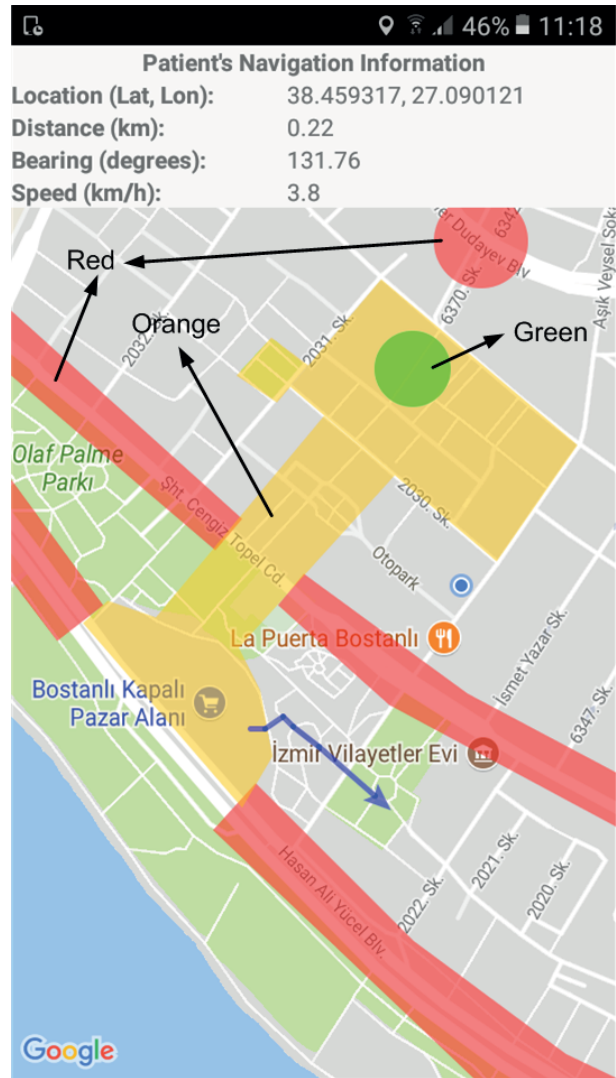 46% 11:18
Patient's Navigation Information
Location (Lat, Lon): 38.459317, 27.090121
Distance (km): 0.22
Bearing (degrees): 131.76
Speed (km/h): 3.8
Dudayev Blv
Aşık Veysel
Red
6370. Sk.
2032. Sk.
Orange
2031. Sk.
Green
Olaf Palme
Parkı
Şht. Cengiz Topel Cd.
2030. Sk.
Otopark
La Puerta Bostanlı
İsmet Yazar Sk.
Bostanlı Kapalı
Pazar Alanı
6347. Sk.
İzmir Vilayetler Evi
Hasan Ali Yücel Blv.
2022. Sk.
2021. Sk.
2020. Sk.
Google